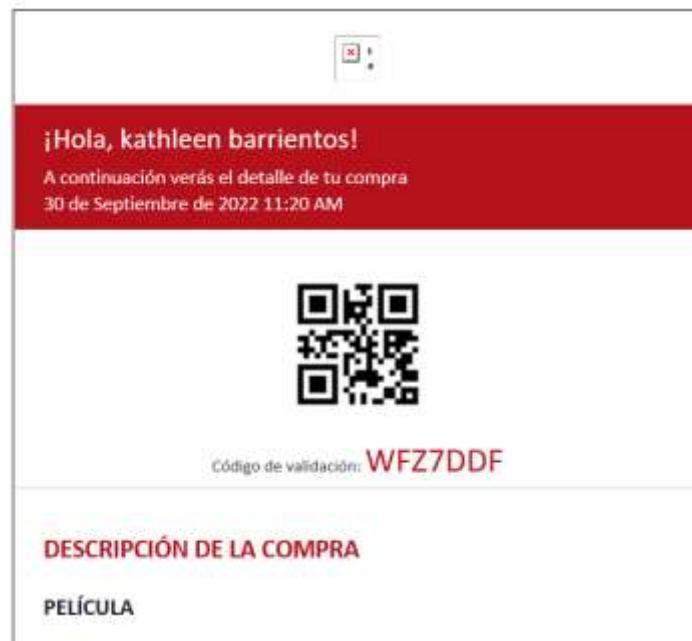 ¡Hola, kathleen barrientos!
A continuación verás el detalle de tu compra
30 de Septiembre de 2022 11:20 AM
Código de validación: WFZ7DDF
DESCRIPCIÓN DE LA COMPRA
PELÍCULA